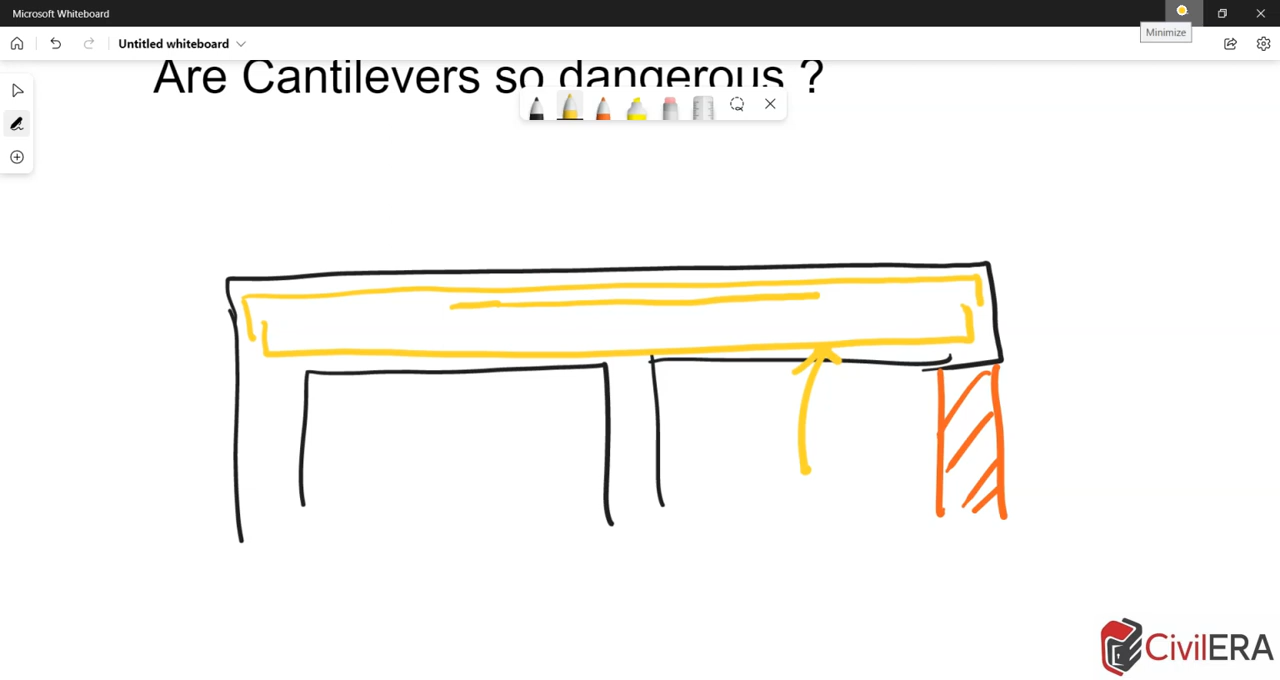 Microsoft Whiteboard
Minimize
Untitled whiteboard
Are Cantilevers so dangerous ?
CivilERA